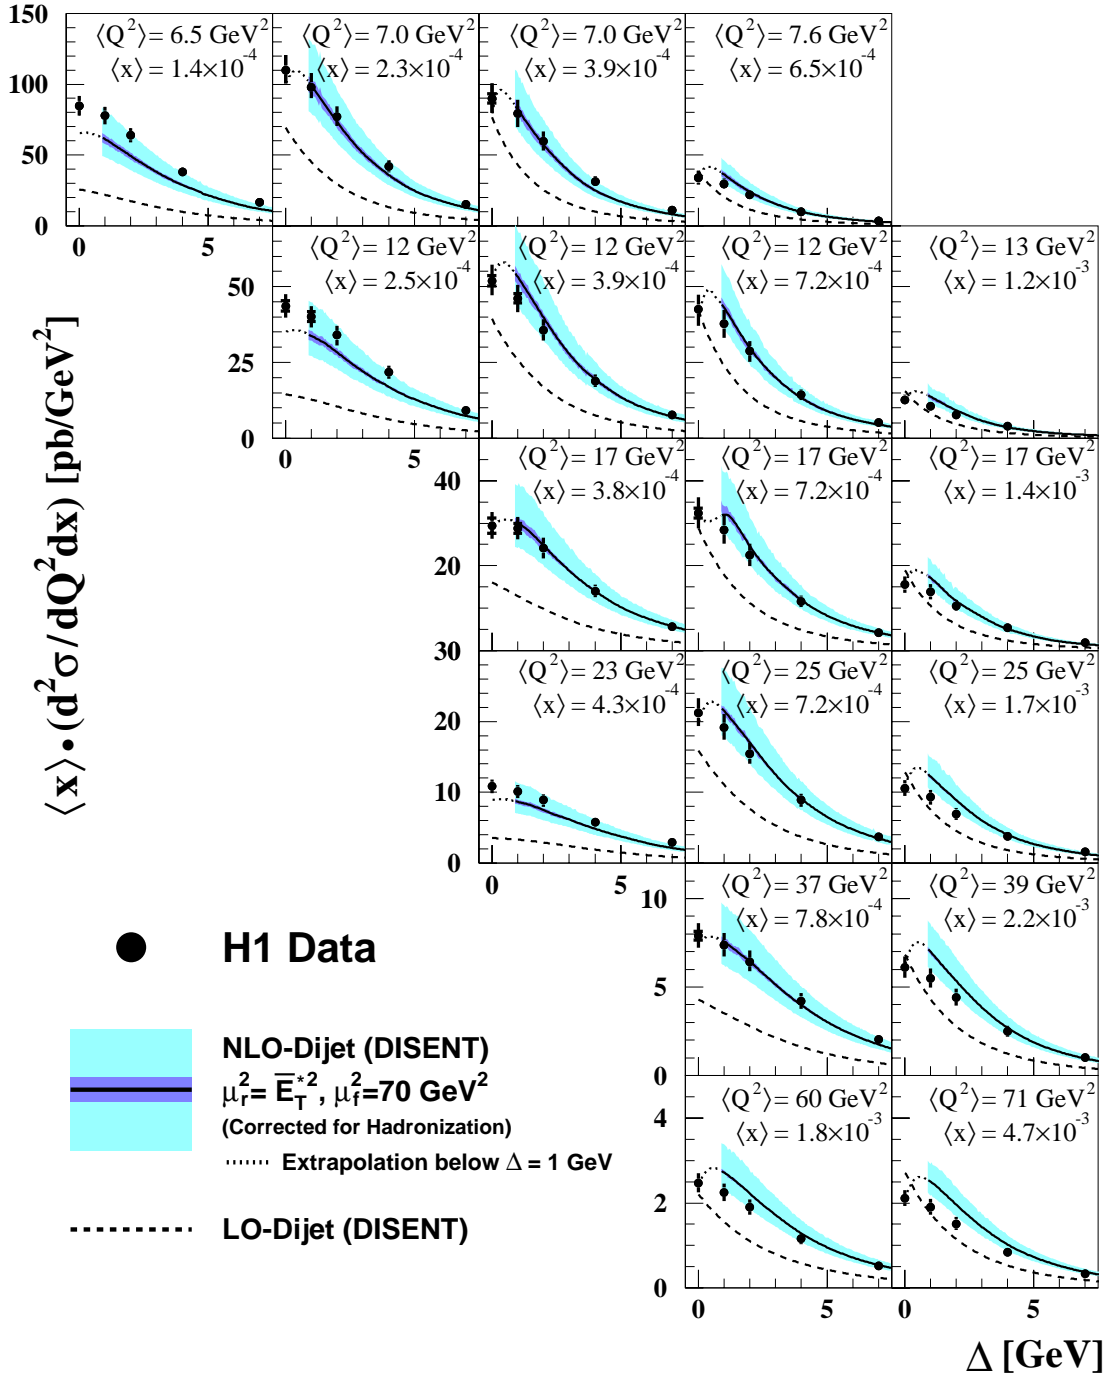 150
100
50
0
⟨Q²⟩= 6.5 GeV²
⟨x⟩ = 1.4×10⁻⁴
⟨Q²⟩= 7.0 GeV²
⟨x⟩ = 2.3×10⁻⁴
⟨Q²⟩= 7.0 GeV²
⟨x⟩ = 3.9×10⁻⁴
⟨Q²⟩= 7.6 GeV²
⟨x⟩ = 6.5×10⁻⁴
0 5
50
25
0
⟨Q²⟩= 12 GeV²
⟨x⟩ = 2.5×10⁻⁴
⟨Q²⟩= 12 GeV²
⟨x⟩ = 3.9×10⁻⁴
⟨Q²⟩= 12 GeV²
⟨x⟩ = 7.2×10⁻⁴
⟨Q²⟩= 13 GeV²
⟨x⟩ = 1.2×10⁻³
0 5
40
20
⟨Q²⟩= 17 GeV²
⟨x⟩ = 3.8×10⁻⁴
⟨Q²⟩= 17 GeV²
⟨x⟩ = 7.2×10⁻⁴
⟨Q²⟩= 17 GeV²
⟨x⟩ = 1.4×10⁻³
30
20
10
0
⟨Q²⟩= 23 GeV²
⟨x⟩ = 4.3×10⁻⁴
⟨Q²⟩= 25 GeV²
⟨x⟩ = 7.2×10⁻⁴
⟨Q²⟩= 25 GeV²
⟨x⟩ = 1.7×10⁻³
0 5
10
5
0
⟨Q²⟩= 37 GeV²
⟨x⟩ = 7.8×10⁻⁴
⟨Q²⟩= 39 GeV²
⟨x⟩ = 2.2×10⁻³
4
2
0
⟨Q²⟩= 60 GeV²
⟨x⟩ = 1.8×10⁻³
⟨Q²⟩= 71 GeV²
⟨x⟩ = 4.7×10⁻³
0 5 0 5
⟨x⟩•(d²σ/dQ²dx) [pb/GeV²]
Δ [GeV]
H1 Data
NLO-Dijet (DISENT)
μ_r²= E̅_T*², μ_f²=70 GeV²
(Corrected for Hadronization)
Extrapolation below Δ = 1 GeV
LO-Dijet (DISENT)